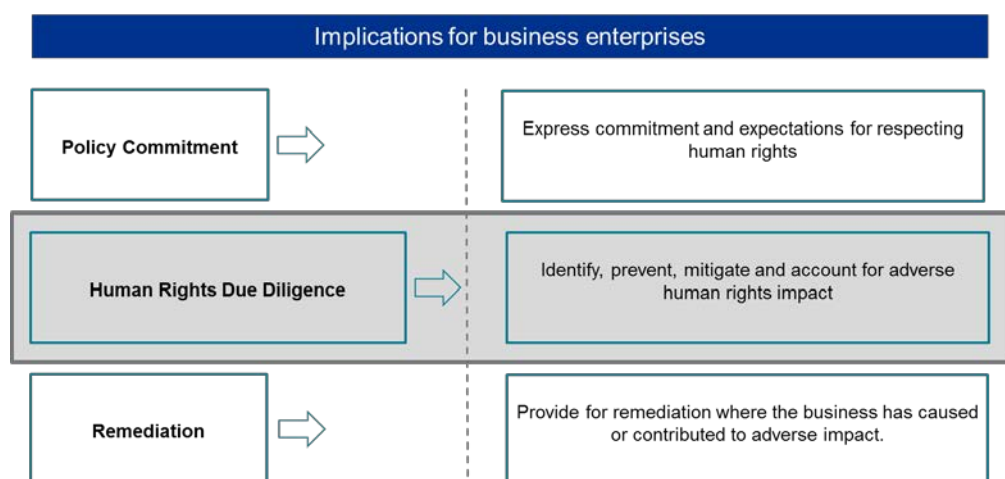 Implications for business enterprises
Policy Commitment
Express commitment and expectations for respecting
human rights
Human Rights Due Diligence
Identify, prevent, mitigate and account for adverse
human rights impact
Remediation
Provide for remediation where the business has caused
or contributed to adverse impact.